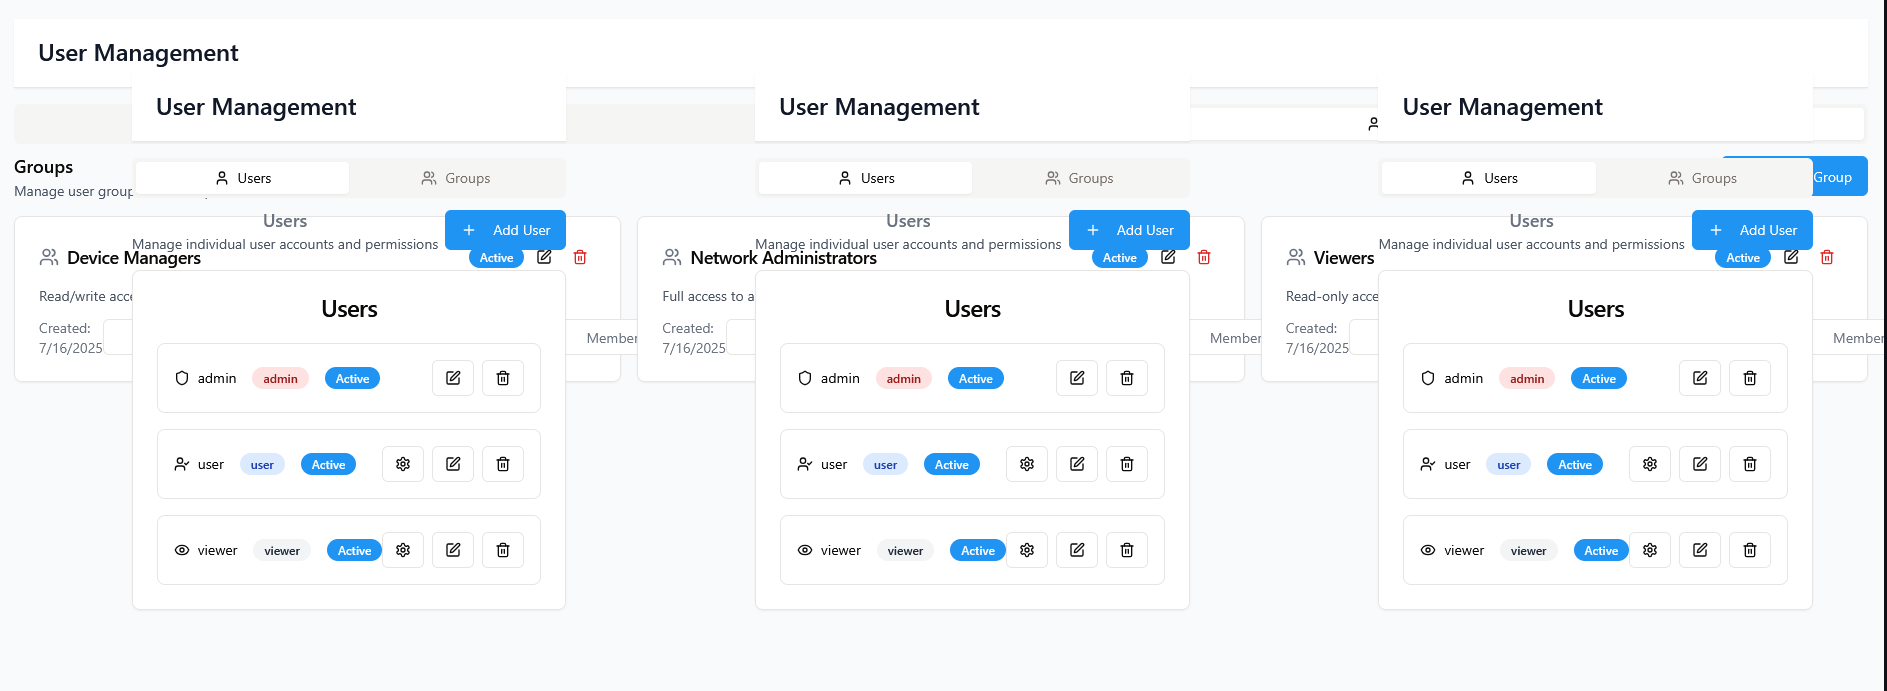 User Management
User Management
User Management
User Management
Groups
Manage user group
Group
Users
Groups
Users
Groups
Users
Groups
Users
Manage individual user accounts and permissions
Add User
Users
Manage individual user accounts and permissions
Add User
Users
Manage individual user accounts and permissions
Add User
Device Managers
Active
Network Administrators
Active
Viewers
Active
Read/write acce
Full access to a
Read-only acce
Created:
7/16/2025
Member
Created:
7/16/2025
Member
Created:
7/16/2025
Member
Users
admin admin Active
user user Active
viewer viewer Active
Users
admin admin Active
user user Active
viewer viewer Active
Users
admin admin Active
user user Active
viewer viewer Active